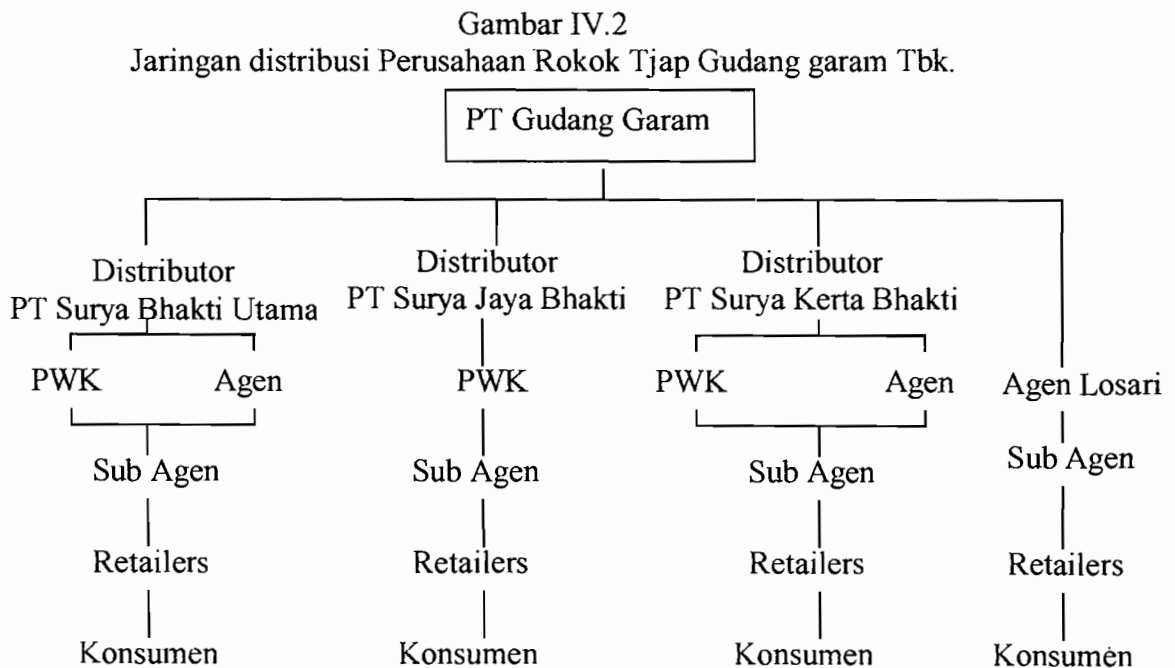 Gambar IV.2
Jaringan distribusi Perusahaan Rokok Tjap Gudang garam Tbk.
PT Gudang Garam
Distributor
PT Surya Bhakti Utama
Distributor
PT Surya Jaya Bhakti
Distributor
PT Surya Kerta Bhakti
PWK Agen PWK PWK Agen Agen Losari
Sub Agen Sub Agen Sub Agen Sub Agen
Retailers Retailers Retailers Retailers
Konsumen Konsumen Konsumen Konsumen